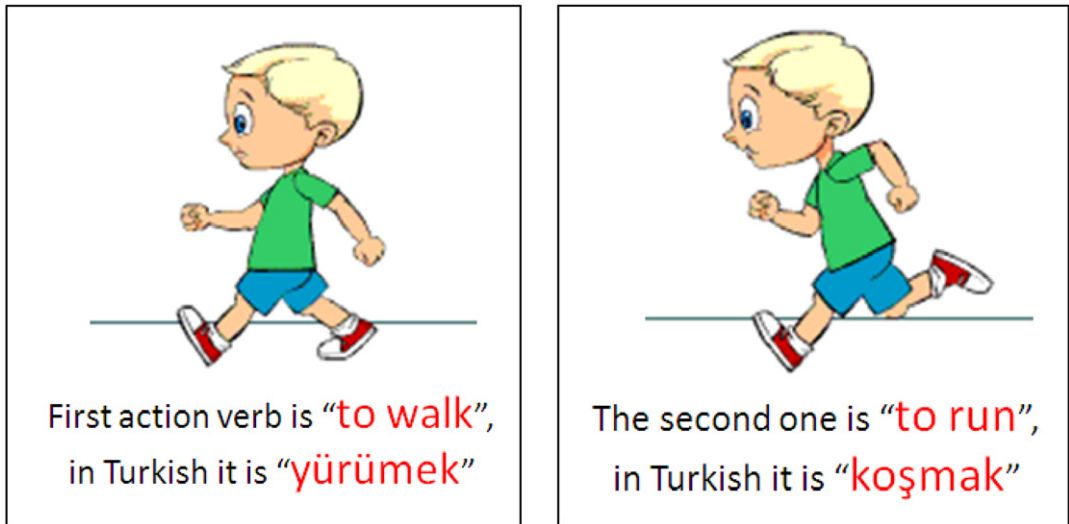 First action verb is “to walk”,
in Turkish it is “yürümek”
The second one is “to run”,
in Turkish it is “koşmak”